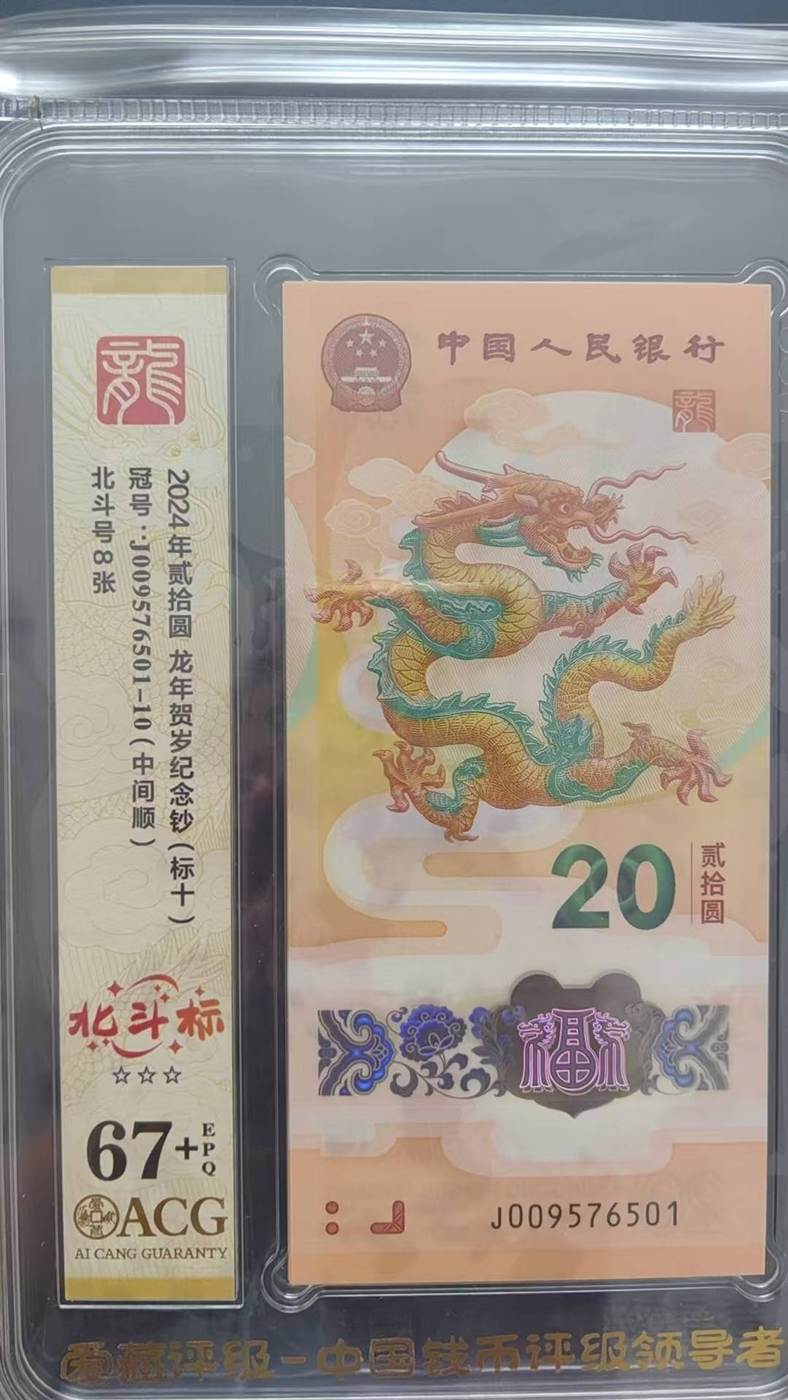 龍
2024年贰拾圆 龙年贺岁纪念钞(标十)
冠号:J009576501-10(中间顺)
北斗号8张
北斗标
67+
EPQ
ACG
AI CANG GUARANTY
中国人民银行
龍
20
贰拾圆
福
J009576501
爱藏评级-中国钱币评级领导者